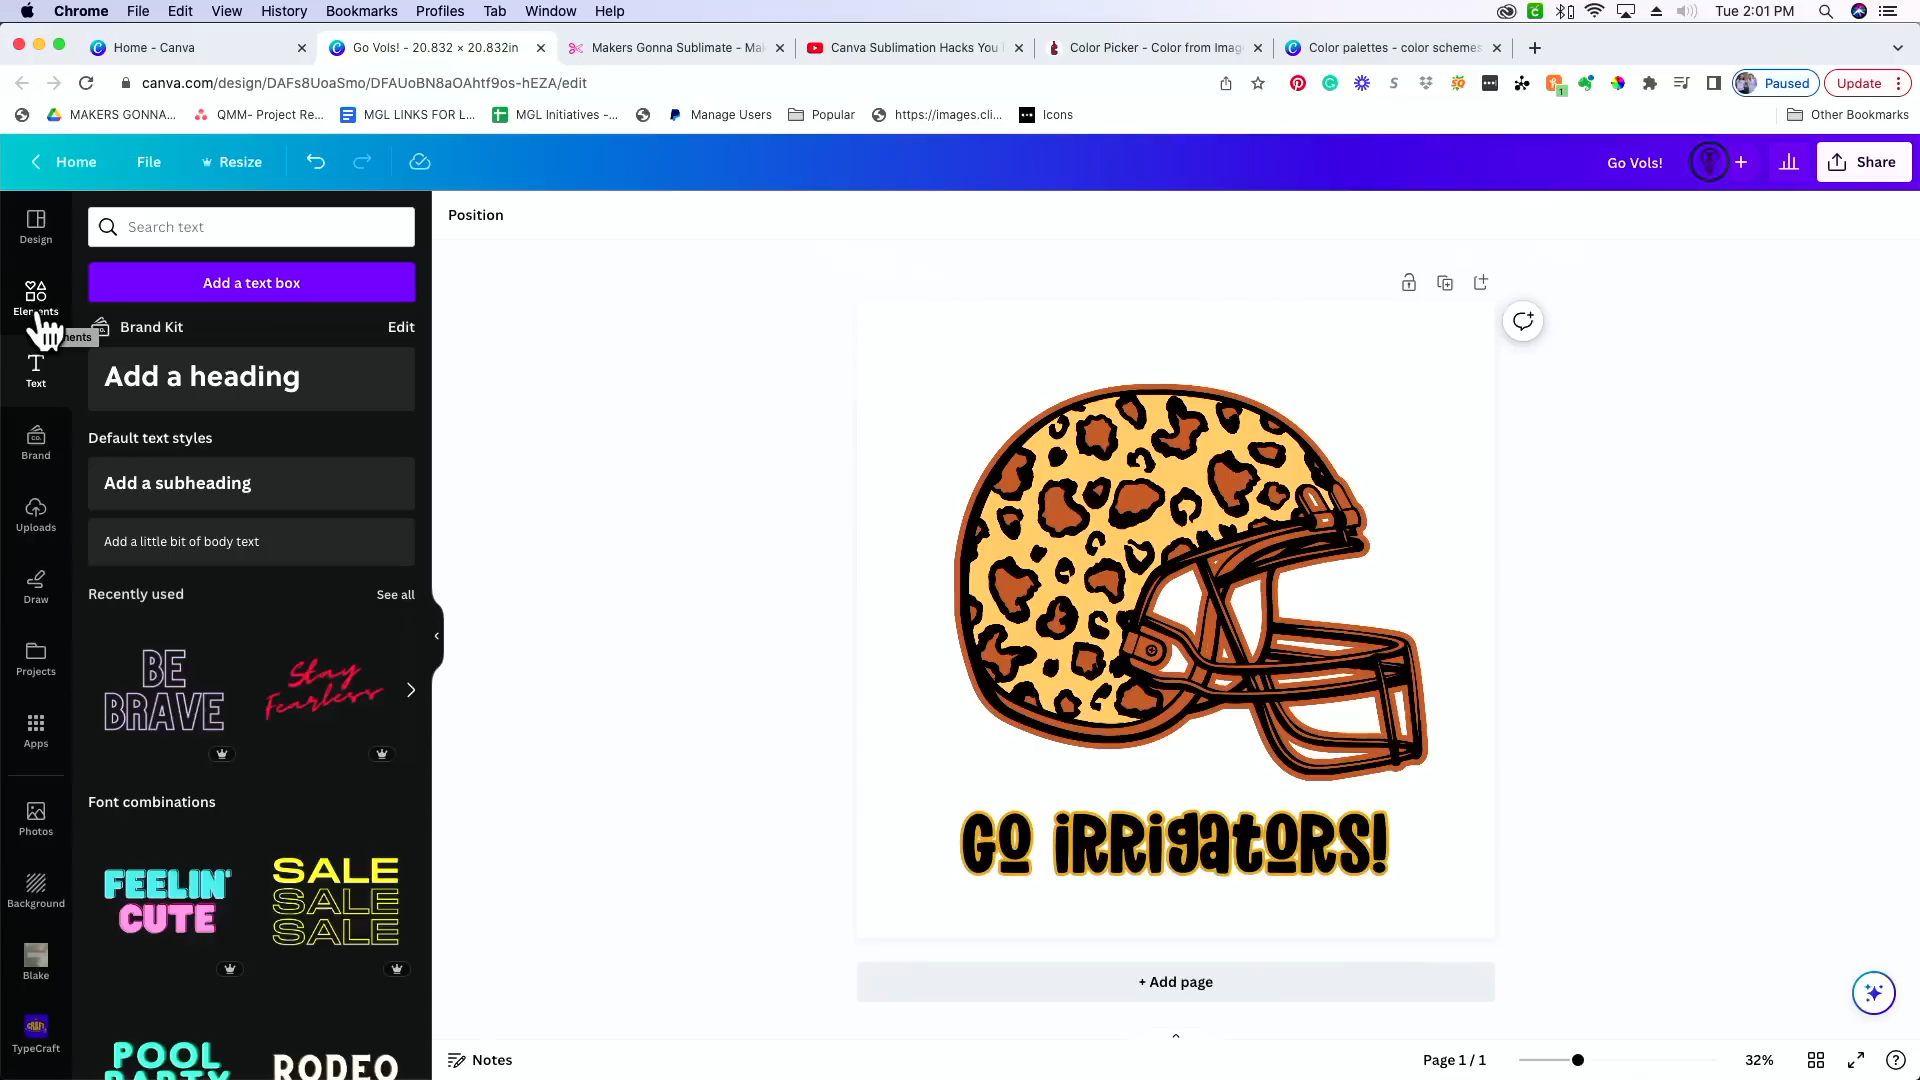 Chrome File Edit View History Bookmarks Profiles Tab Window Help Tue 2:01 PM
Home - Canva Go Vols! - 20.832 × 20.832in Makers Gonna Sublimate - Mak Canva Sublimation Hacks You Color Picker - Color from Imag Color palettes - color schemes
canva.com/design/DAFs8UoaSmo/DFAUoBN8aOAhtf9os-hEZA/edit 1 Paused Update
MAKERS GONNA... QMM- Project Re... MGL LINKS FOR L... MGL Initiatives -... Manage Users Popular https://images.cli... Icons Other Bookmarks
Home File Resize Go Vols! Share
Design
Elements
Text
Brand
Uploads
Draw
Projects
Apps
Photos
Background
Blake
CRAFT
TypeCraft
Search text
Add a text box
Brand Kit Edit
Add a heading
Default text styles
Add a subheading
Add a little bit of body text
Recently used See all
BE
BRAVE
Stay
Fearless
Font combinations
FEELIN'
CUTE
SALE
SALE
SALE
POOL
PARTY
RODEO
Position
GO IRRIGATORS!
+ Add page
Notes Page 1 / 1 32%